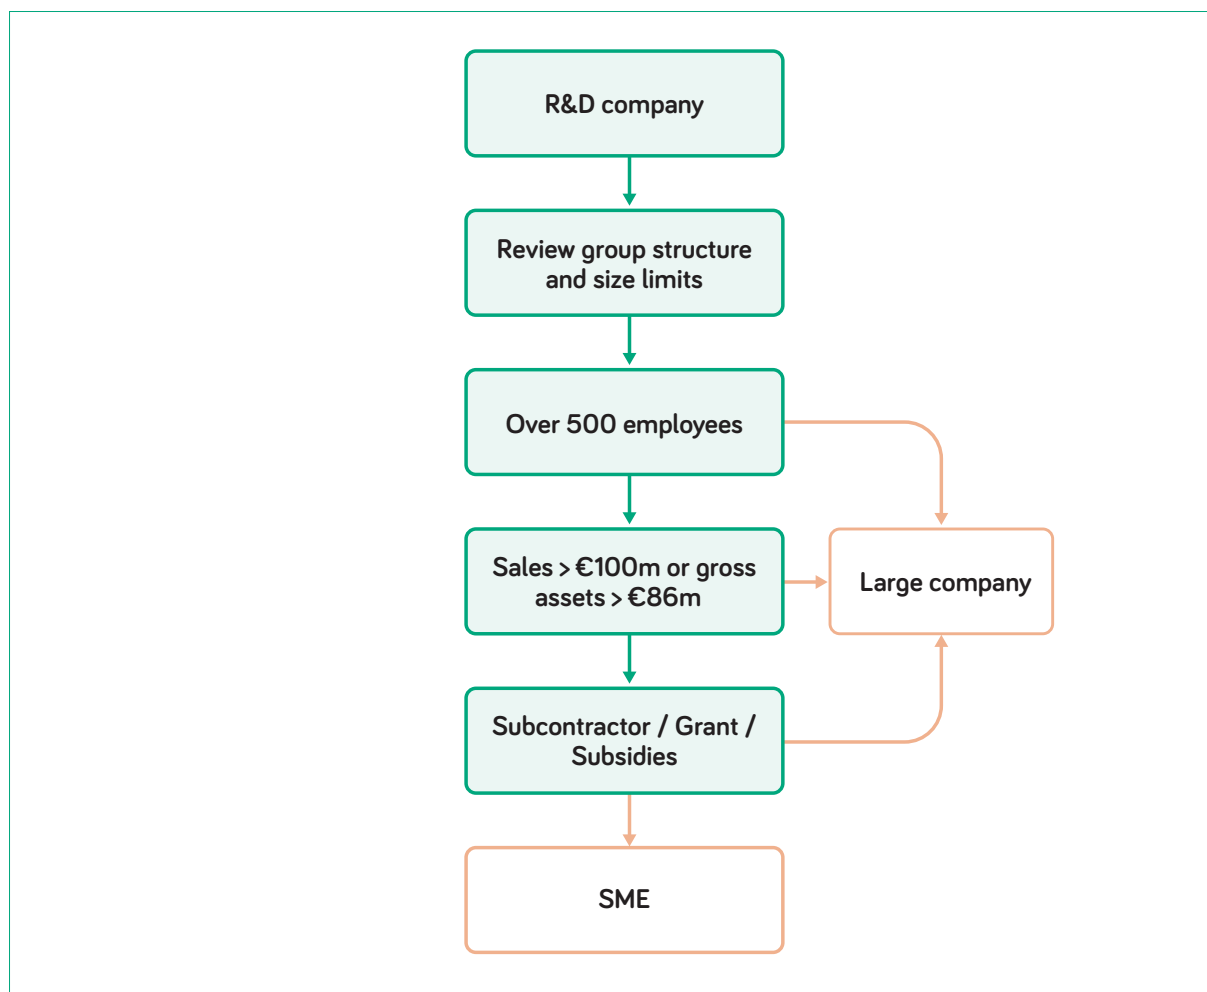 R&D company
Review group structure
and size limits
Over 500 employees
Sales > €100m or gross
assets > €86m
Large company
Subcontractor / Grant /
Subsidies
SME